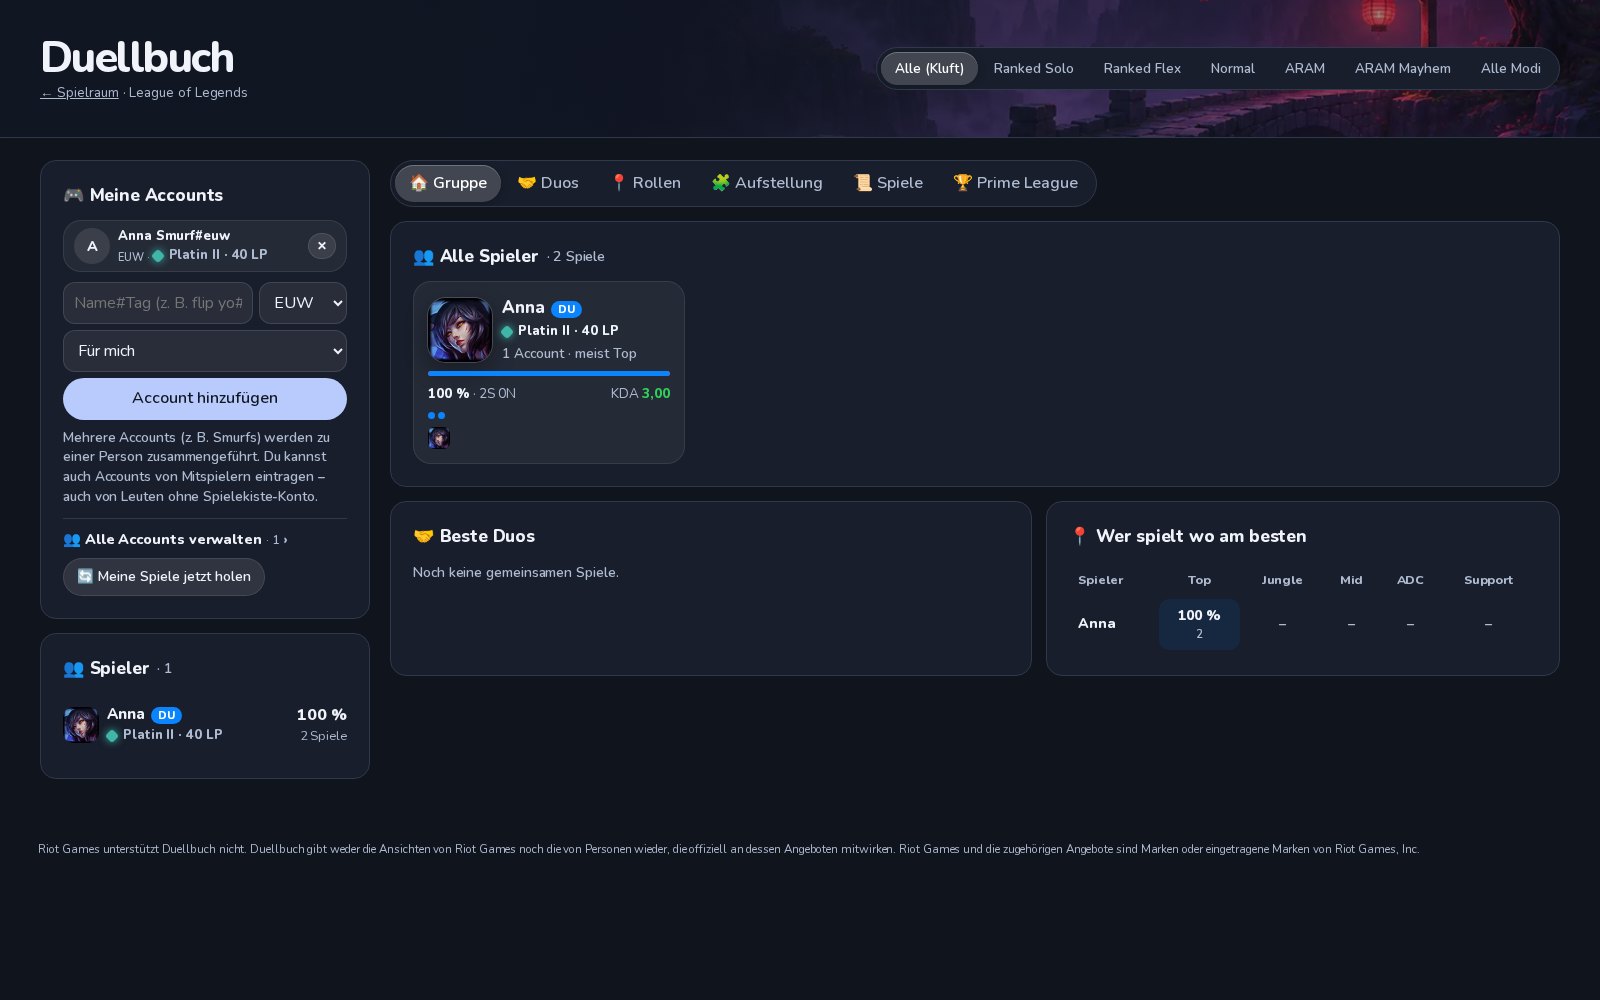 Duellbuch
← Spielraum · League of Legends
Alle (Kluft) Ranked Solo Ranked Flex Normal ARAM ARAM Mayhem Alle Modi
🎮 Meine Accounts
A
Anna Smurf#euw
EUW · Platin II · 40 LP
×
Name#Tag (z. B. flip yo#
EUW
Für mich
Account hinzufügen
Mehrere Accounts (z. B. Smurfs) werden zu
einer Person zusammengeführt. Du kannst
auch Accounts von Mitspielern eintragen –
auch von Leuten ohne Spielekiste-Konto.
👥 Alle Accounts verwalten · 1 ›
🔄 Meine Spiele jetzt holen
👥 Spieler · 1
Anna DU
Platin II · 40 LP
100 %
2 Spiele
🏠 Gruppe 🤝 Duos 📍 Rollen 🧩 Aufstellung 📜 Spiele 🏆 Prime League
👥 Alle Spieler · 2 Spiele
Anna DU
Platin II · 40 LP
1 Account · meist Top
100 % · 2S 0N KDA 3,00
🤝 Beste Duos
Noch keine gemeinsamen Spiele.
📍 Wer spielt wo am besten
Spieler Top Jungle Mid ADC Support
Anna 100 % – – – –
2
Riot Games unterstützt Duellbuch nicht. Duellbuch gibt weder die Ansichten von Riot Games noch die von Personen wieder, die offiziell an dessen Angeboten mitwirken. Riot Games und die zugehörigen Angebote sind Marken oder eingetragene Marken von Riot Games, Inc.